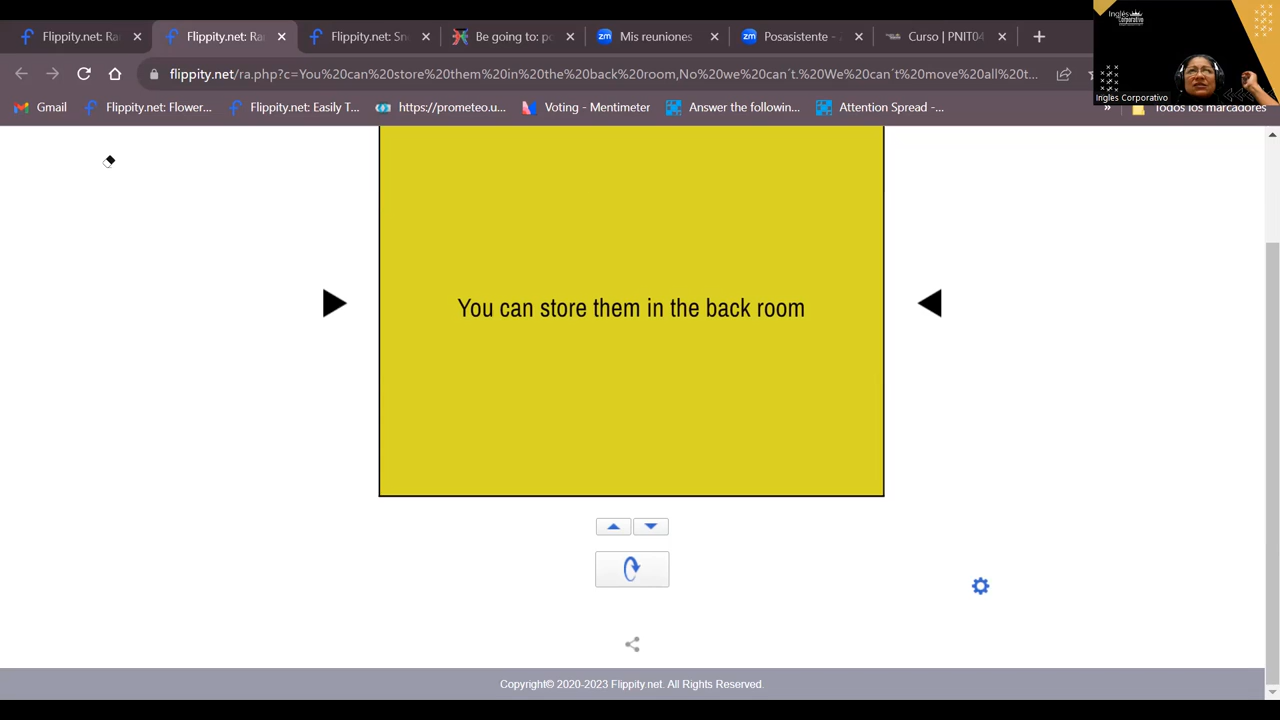 Flippity.net: Ra
Flippity.net: Ra
Flippity.net: Sn
Be going to: p
Mis reuniones
Posasistente -
Curso | PNIT04
flippity.net/ra.php?c=You%20can%20store%20them%20in%20the%20back%20room,No%20we%20can´t.%20We%20can´t%20move%20all%20t...
Gmail
Flippity.net: Flower...
Flippity.net: Easily T...
https://prometeo.u...
Voting - Mentimeter
Answer the followin...
Attention Spread -...
Todos los marcadores
Inglés
Corporativo
Ingles Corporativo
You can store them in the back room
Copyright© 2020-2023 Flippity.net. All Rights Reserved.